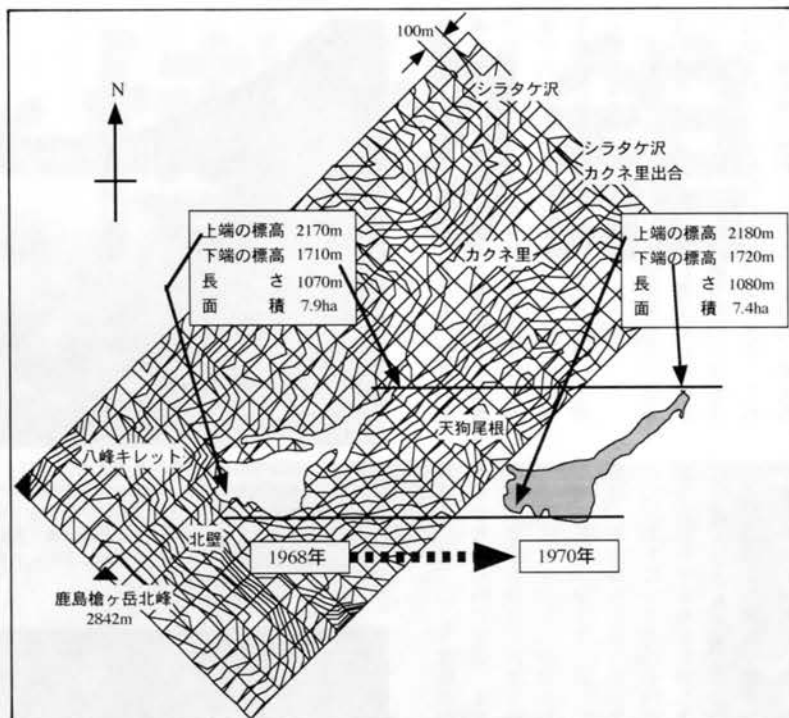 100m
シラタケ沢
N
シラタケ沢
カクネ里出合
上端の標高 2170m
下端の標高 1710m
長さ 1070m
面積 7.9ha
カクネ里
上端の標高 2180m
下端の標高 1720m
長さ 1080m
面積 7.4ha
天狗尾根
八峰キレット
北壁
1968年
1970年
鹿島槍ヶ岳北峰
2842m